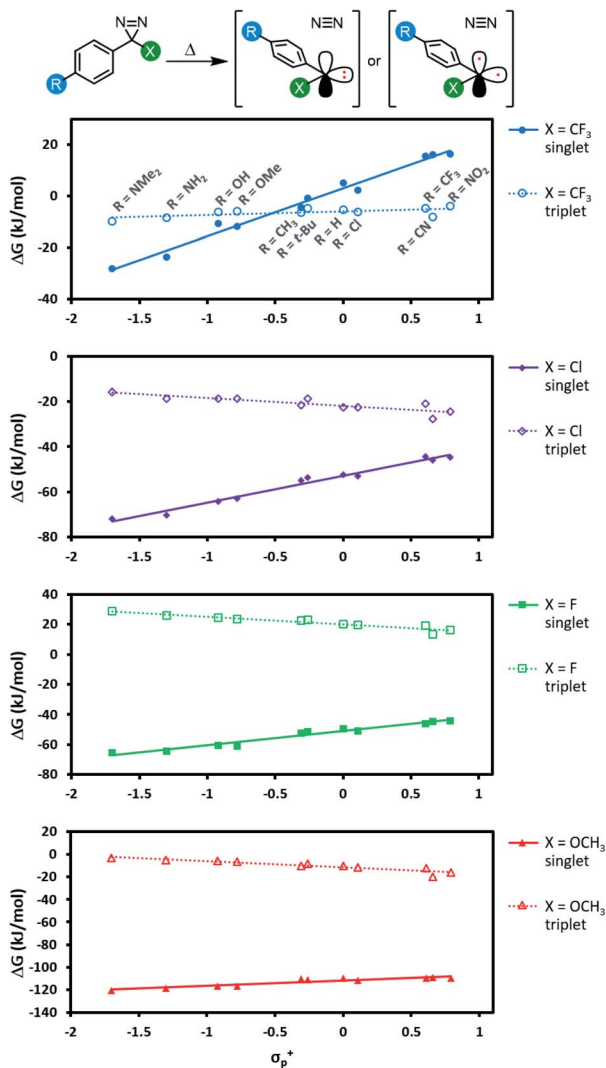 N=N
R
X
Δ
R
X
N≡N
or
R
X
N≡N
ΔG (kJ/mol)
20
0
-20
-40
-2
-1.5
-1
-0.5
0
0.5
1
R = NMe₂
R = NH₂
R = OH
R = OMe
R = CH₃
R = t-Bu
R = H
R = Cl
R = CF₃
R = NO₂
R = CN
X = CF₃
singlet
X = CF₃
triplet
ΔG (kJ/mol)
0
-20
-40
-60
-80
-2
-1.5
-1
-0.5
0
0.5
1
X = Cl
singlet
X = Cl
triplet
ΔG (kJ/mol)
40
20
0
-20
-40
-60
-80
-2
-1.5
-1
-0.5
0
0.5
1
X = F
singlet
X = F
triplet
ΔG (kJ/mol)
20
0
-20
-40
-60
-80
-100
-120
-140
-2
-1.5
-1
-0.5
0
0.5
1
X = OCH₃
singlet
X = OCH₃
triplet
σₚ⁺